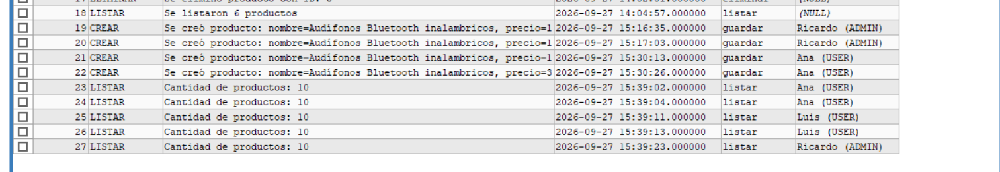 18 LISTAR Se listaron 6 productos 2026-09-27 14:04:57.000000 listar (NULL)
19 CREAR Se creó producto: nombre=Audífonos Bluetooth inalambricos, precio=1 2026-09-27 15:16:35.000000 guardar Ricardo (ADMIN)
20 CREAR Se creó producto: nombre=Audífonos Bluetooth inalambricos, precio=1 2026-09-27 15:17:03.000000 guardar Ricardo (ADMIN)
21 CREAR Se creó producto: nombre=Audífonos Bluetooth inalambricos, precio=1 2026-09-27 15:30:13.000000 guardar Ana (USER)
22 CREAR Se creó producto: nombre=Audífonos Bluetooth inalambricos, precio=3 2026-09-27 15:30:26.000000 guardar Ana (USER)
23 LISTAR Cantidad de productos: 10 2026-09-27 15:39:02.000000 listar Ana (USER)
24 LISTAR Cantidad de productos: 10 2026-09-27 15:39:04.000000 listar Ana (USER)
25 LISTAR Cantidad de productos: 10 2026-09-27 15:39:11.000000 listar Luis (USER)
26 LISTAR Cantidad de productos: 10 2026-09-27 15:39:13.000000 listar Luis (USER)
27 LISTAR Cantidad de productos: 10 2026-09-27 15:39:23.000000 listar Ricardo (ADMIN)